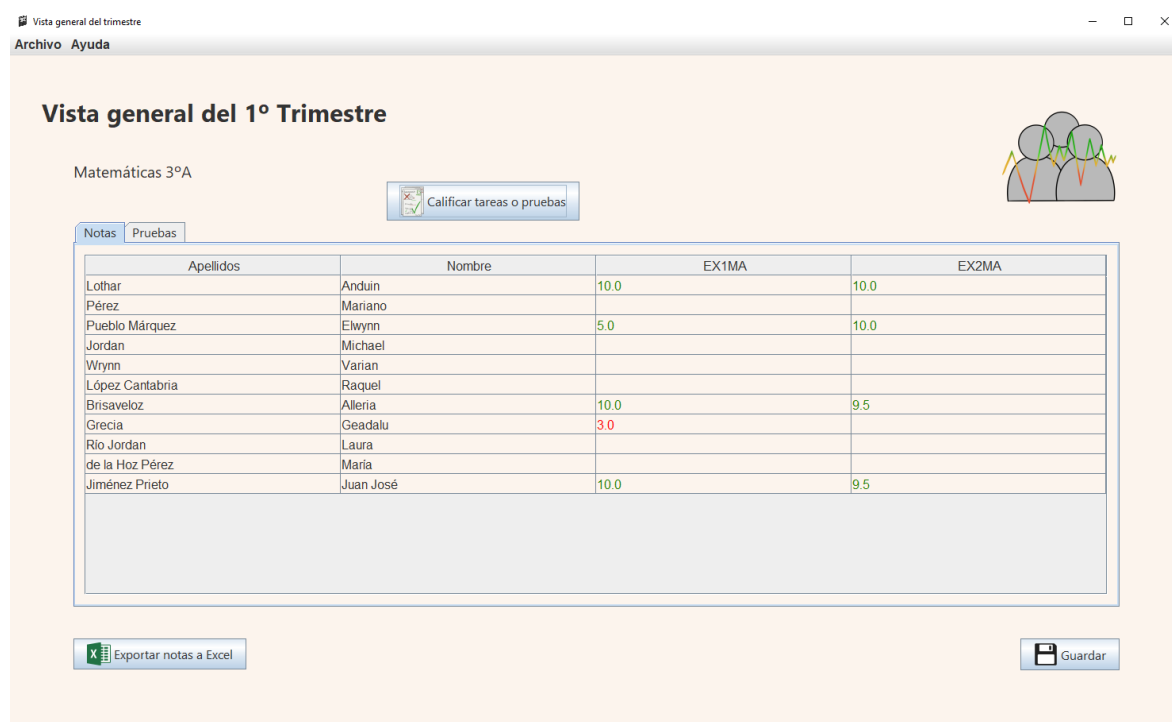 Vista general del trimestre
Archivo Ayuda
Vista general del 1º Trimestre
Matemáticas 3ºA
Calificar tareas o pruebas
Notas Pruebas
Apellidos Nombre EX1MA EX2MA
Lothar Anduin 10.0 10.0
Pérez Mariano
Pueblo Márquez Elwynn 5.0 10.0
Jordan Michael
Wrynn Varian
López Cantabria Raquel
Brisaveloz Alleria 10.0 9.5
Grecia Geadalu 3.0
Río Jordan Laura
de la Hoz Pérez María
Jiménez Prieto Juan José 10.0 9.5
Exportar notas a Excel Guardar